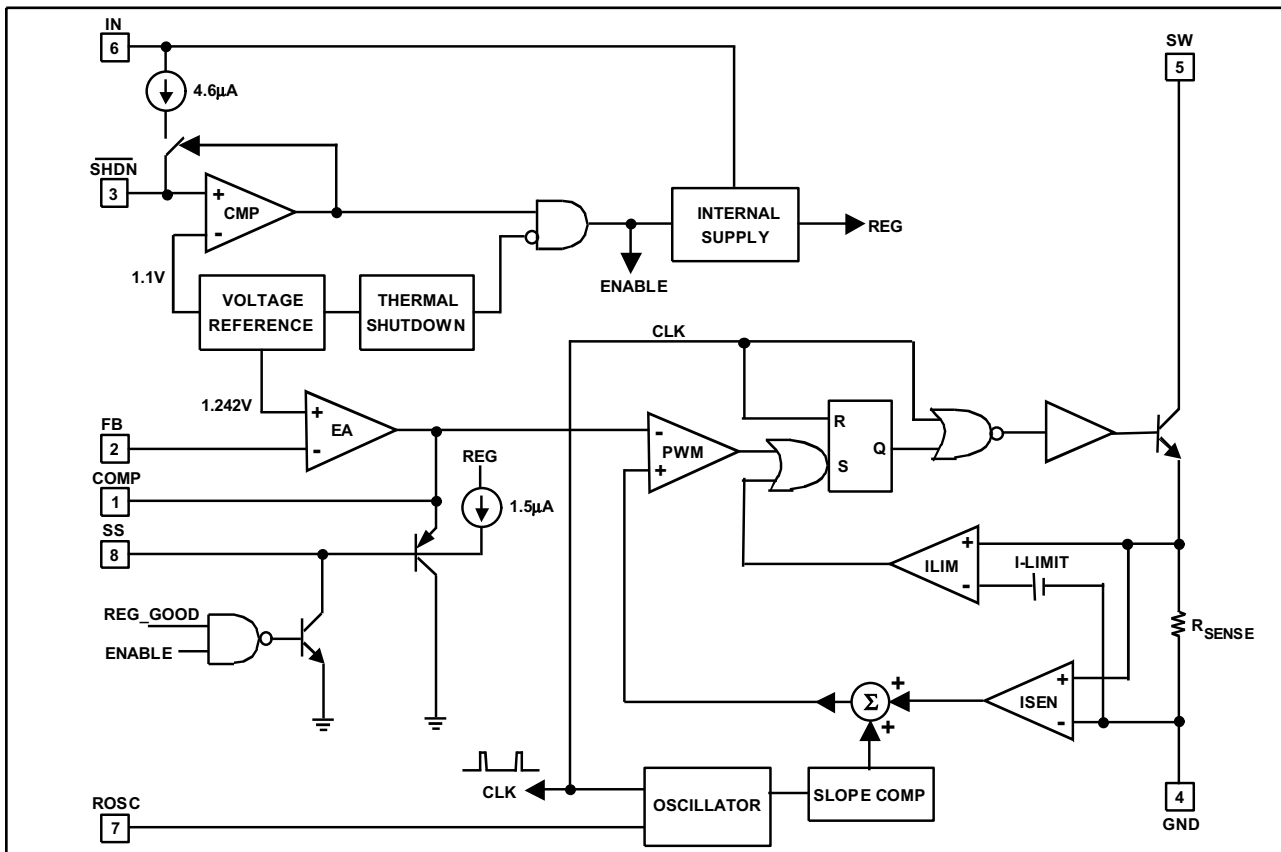 IN
6
SW
5
4.6µA
SHDN
3
+
CMP
-
1.1V
INTERNAL
SUPPLY
REG
ENABLE
VOLTAGE
REFERENCE
THERMAL
SHUTDOWN
CLK
1.242V
FB
2
+
EA
-
-
PWM
+
R
Q
S
COMP
1
REG
1.5µA
SS
8
+
ILIM
-
I-LIMIT
RSENSE
REG_GOOD
ENABLE
+
Σ
+
+
ISEN
-
CLK
OSCILLATOR
SLOPE COMP
4
GND
ROSC
7